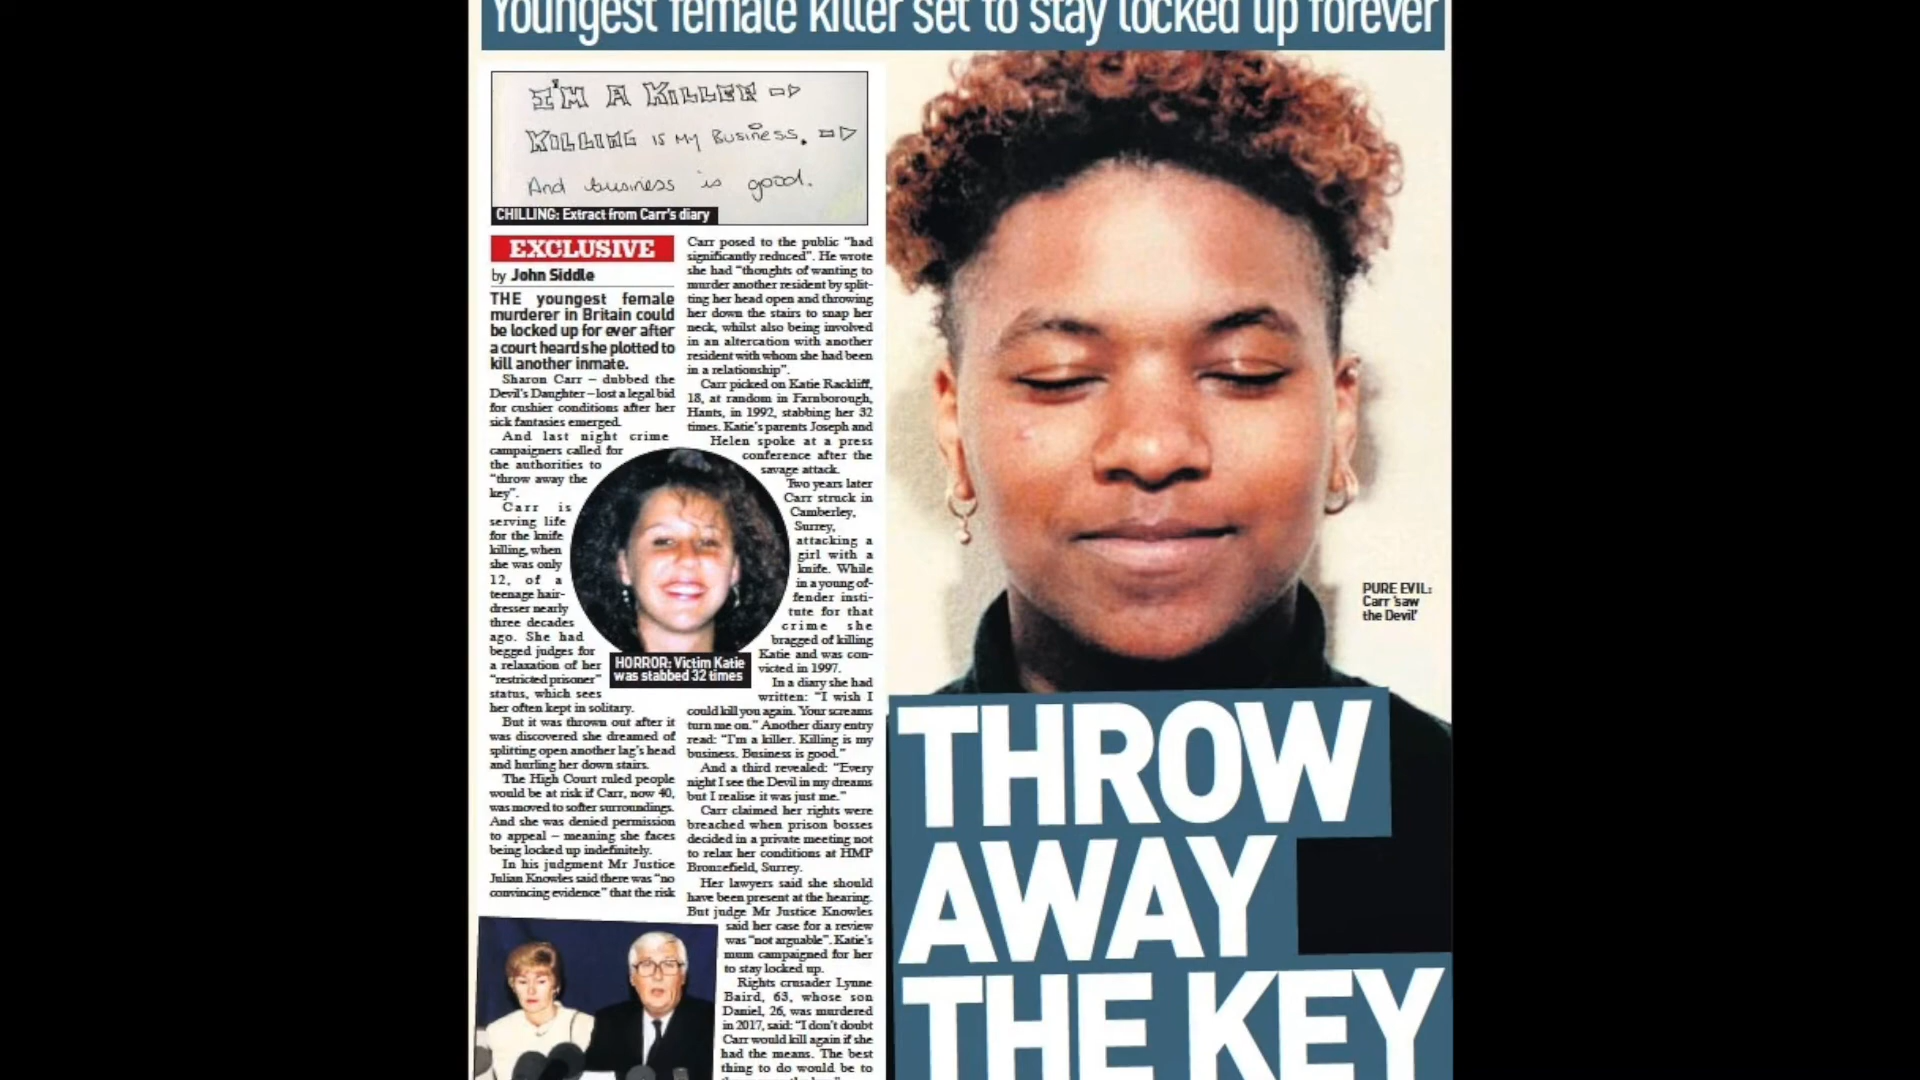 Youngest female killer set to stay locked up forever
I'M A KILLER
KILLING IS MY BUSINESS.
And business is good.
CHILLING: Extract from Carr's diary
EXCLUSIVE
by John Siddle
THE youngest female
murderer in Britain could
be locked up for ever after
a court heard she plotted to
kill another inmate.
Sharon Carr – dubbed the
Devil's Daughter – lost a legal bid
for cushier conditions after her
sick fantasies emerged.
And last night crime
campaigners called for
the authorities to
"throw away the
key".
Carr is
serving life
for the knife
killing, when
she was only
12, of a
teenage hair-
dresser nearly
three decades
ago. She had
begged judges for
a relaxation of her
"restricted prisoner"
status, which sees
her often kept in solitary.
But it was thrown out after it
was discovered she dreamed of
splitting open another lag's head
and hurling her down stairs.
The High Court ruled people
would be at risk if Carr, now 40,
was moved to softer surroundings.
And she was denied permission
to appeal – meaning she faces
being locked up indefinitely.
In his judgment Mr Justice
Julian Knowles said there was "no
convincing evidence" that the risk
Carr posed to the public "had
significantly reduced". He wrote
she had "thoughts of wanting to
murder another resident by split-
ting her head open and throwing
her down the stairs to snap her
neck, whilst also being involved
in an altercation with another
resident with whom she had been
in a relationship".
Carr picked on Katie Rackliff,
18, at random in Farnborough,
Hants, in 1992, stabbing her 32
times. Katie's parents Joseph and
Helen spoke at a press
conference after the
savage attack.
Two years later
Carr struck in
Camberley,
Surrey,
attacking a
girl with a
knife. While
in a young of-
fender insti-
tute for that
crime she
bragged of killing
Katie and was con-
victed in 1997.
In a diary she had
written: "I wish I
could kill you again. Your screams
turn me on." Another diary entry
read: "I'm a killer. Killing is my
business. Business is good."
And a third revealed: "Every
night I see the Devil in my dreams
but I realise it was just me."
Carr claimed her rights were
breached when prison bosses
decided in a private meeting not
to relax her conditions at HMP
Bronzefield, Surrey.
Her lawyers said she should
have been present at the hearing.
But judge Mr Justice Knowles
said her case for a review
was "not arguable". Katie's
mum campaigned for her
to stay locked up.
Rights crusader Lynne
Baird, 63, whose son
Daniel, 26, was murdered
in 2017, said: "I don't doubt
Carr would kill again if she
had the means. The best
thing to do would be to
HORROR: Victim Katie
was stabbed 32 times
PURE EVIL:
Carr 'saw
the Devil'
THROW
AWAY
THE KEY